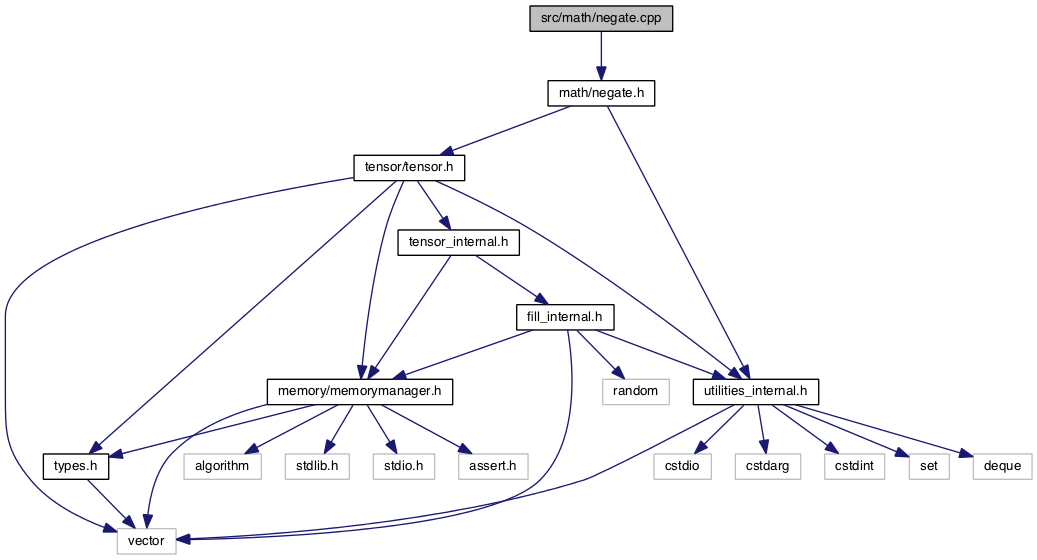 src/math/negate.cpp
math/negate.h
tensor/tensor.h
tensor_internal.h
fill_internal.h
memory/memorymanager.h
random
utilities_internal.h
types.h
algorithm
stdlib.h
stdio.h
assert.h
cstdio
cstdarg
cstdint
set
deque
vector